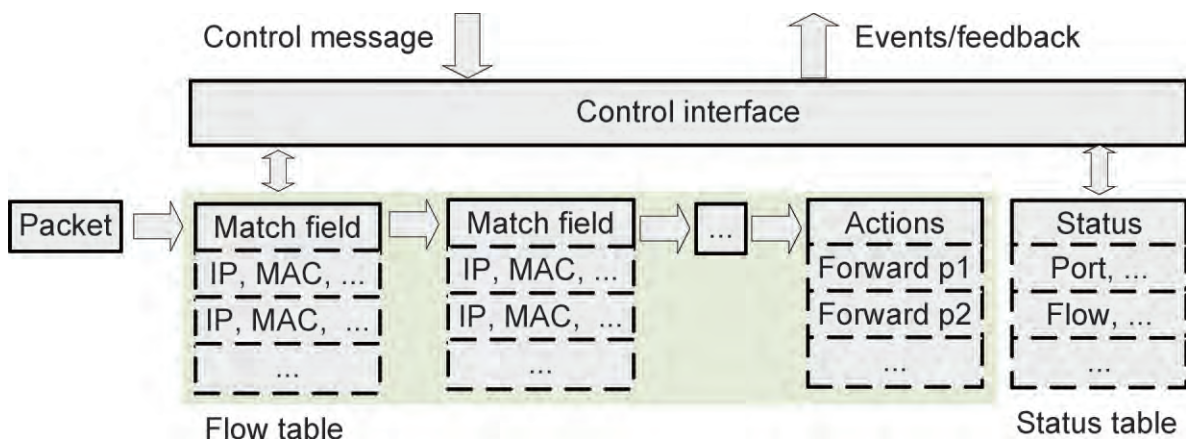 Control message
Events/feedback
Control interface
Packet
Match field
IP, MAC, ...
IP, MAC, ...
...
Match field
IP, MAC, ...
IP, MAC, ...
...
...
Actions
Forward p1
Forward p2
...
Status
Port, ...
Flow, ...
...
Flow table
Status table